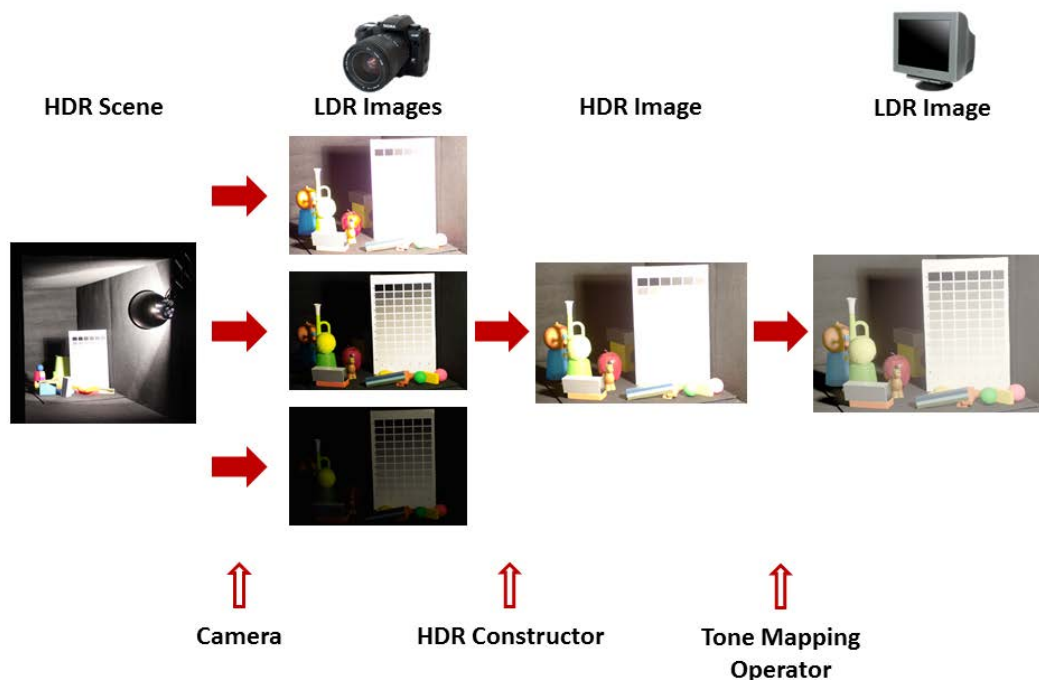 HDR Scene
LDR Images
HDR Image
LDR Image
Camera
HDR Constructor
Tone Mapping
Operator